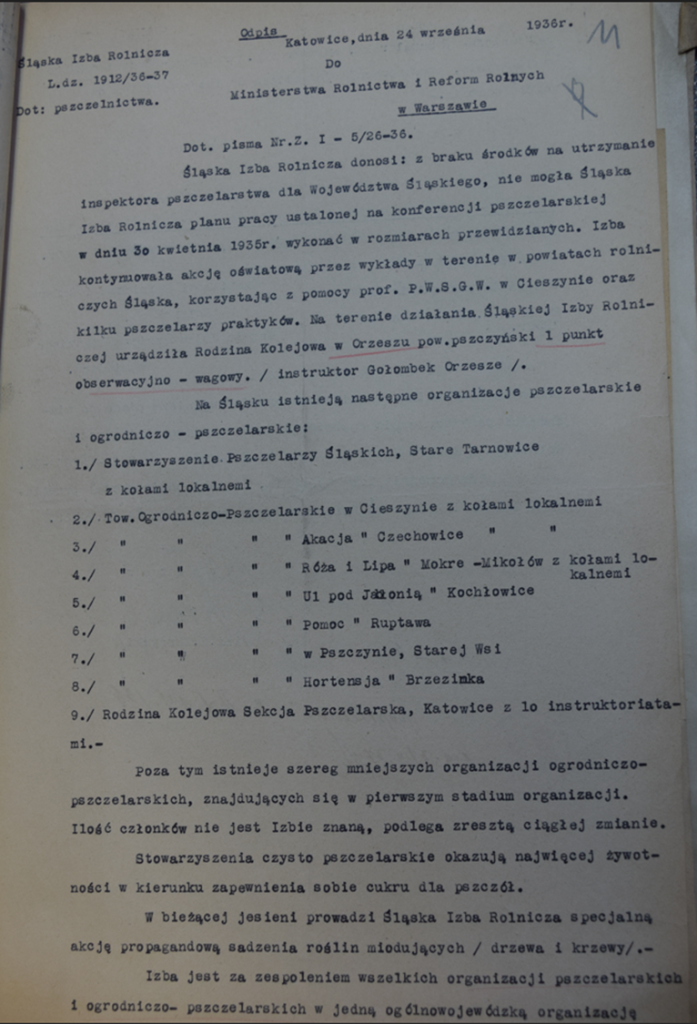 Odpis
Katowice,dnia 24 września 1936r.
11
Śląska Izba Rolnicza
L.dz. 1912/36-37
Dot: pszczelnictwa.
Do
Ministerstwa Rolnictwa i Reform Rolnych
w Warszawie
Dot. pisma Nr.Z. I - 5/26-36.
Śląska Izba Rolnicza donosi: z braku środków na utrzymanie
inspektora pszczelarstwa dla Województwa Śląskiego, nie mogła Śląska
Izba Rolnicza planu pracy ustalonej na konferencji pszczelarskiej
w dniu 3o kwietnia 1935r. wykonać w rozmiarach przewidzianych. Izba
kontynuowała akcję oświatową przez wykłady w terenie w powiatach rolni-
czych Śląska, korzystając z pomocy prof. P.W.S.G.W. w Cieszynie oraz
kilku pszczelarzy praktyków. Na terenie działania Śląskiej Izby Rolni-
czej urządziła Rodzina Kolejowa w Orzeszu pow.pszczyński 1 punkt
obserwacyjno - wagowy. / instruktor Gołombek Orzesze /.
Na Śląsku istnieją następne organizacje pszczelarskie
i ogrodniczo - pszczelarskie:
1./ Stowarzyszenie Pszczelarzy Śląskich, Stare Tarnowice
z kołami lokalnemi
2./ Tow.Ogrodniczo-Pszczelarskie w Cieszynie z kołami lokalnemi
3./ " " " " Akacja " Czechowice " "
4./ " " " " Róża i Lipa " Mokre -Mikołów z kołami lo-
kalnemi
5./ " " " " Ul pod Jabłonią " Kochłowice
6./ " " " " Pomoc " Ruptawa
7./ " " " " w Pszczynie, Starej Wsi
8./ " " " " Hortensja " Brzezinka
9./ Rodzina Kolejowa Sekcja Pszczelarska, Katowice z lo instruktoriata-
mi.-
Poza tym istnieje szereg mniejszych organizacji ogrodniczo-
pszczelarskich, znajdujących się w pierwszym stadium organizacji.
Ilość członków nie jest Izbie znaną, podlega zresztą ciągłej zmianie.
Stowarzyszenia czysto pszczelarskie okazują najwięcej żywot-
ności w kierunku zapewnienia sobie cukru dla pszczół.
W bieżącej jesieni prowadzi Śląska Izba Rolnicza specjalną
akcję propagandową sadzenia roślin miodujących / drzewa i krzewy/.-
Izba jest za zespoleniem wszelkich organizacji pszczelarskich
i ogrodniczo- pszczelarskich w jedną ogólnowojewódzką organizację